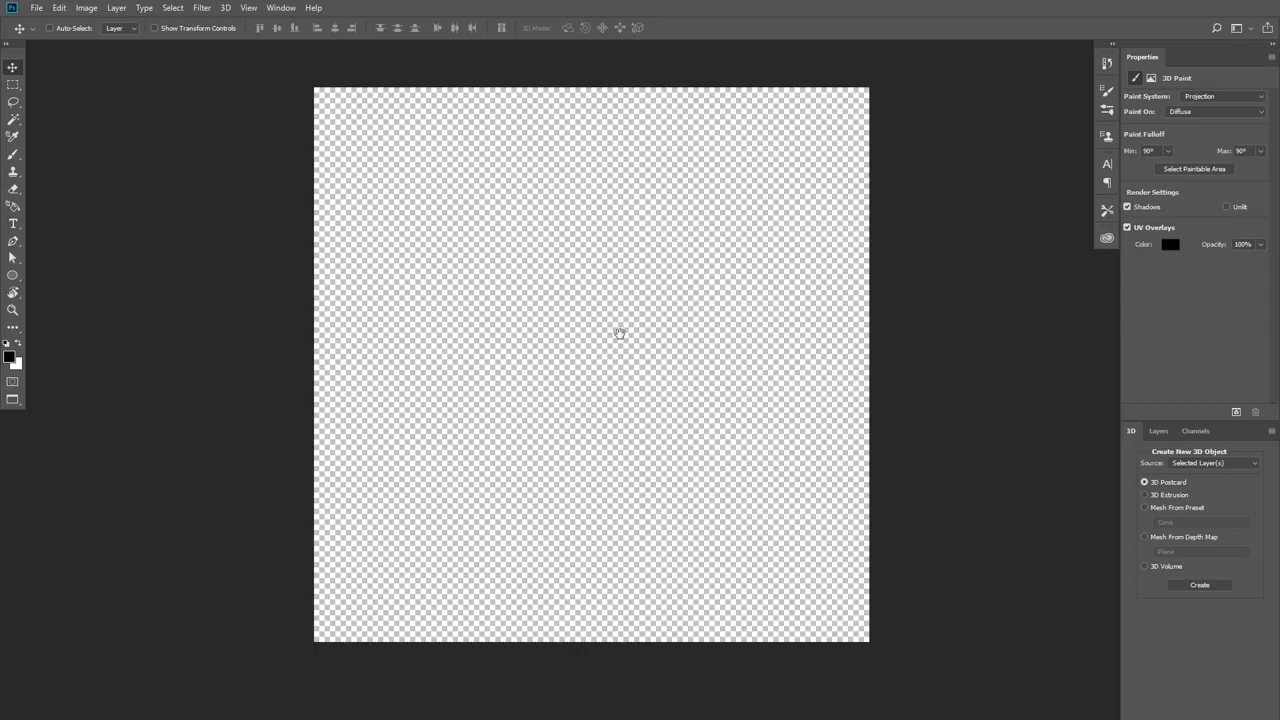 Ps File Edit Image Layer Type Select Filter 3D View Window Help
Auto-Select: Layer Show Transform Controls 3D Mode:
Properties
3D Paint
Paint System: Projection
Paint On: Diffuse
Paint Falloff
Min: 90° Max: 90°
Select Paintable Area
Render Settings
Shadows Unlit
UV Overlays
Color: Opacity: 100%
3D Layers Channels
Create New 3D Object
Source: Selected Layer(s)
3D Postcard
3D Extrusion
Mesh From Preset
Cone
Mesh From Depth Map
Plane
3D Volume
Create